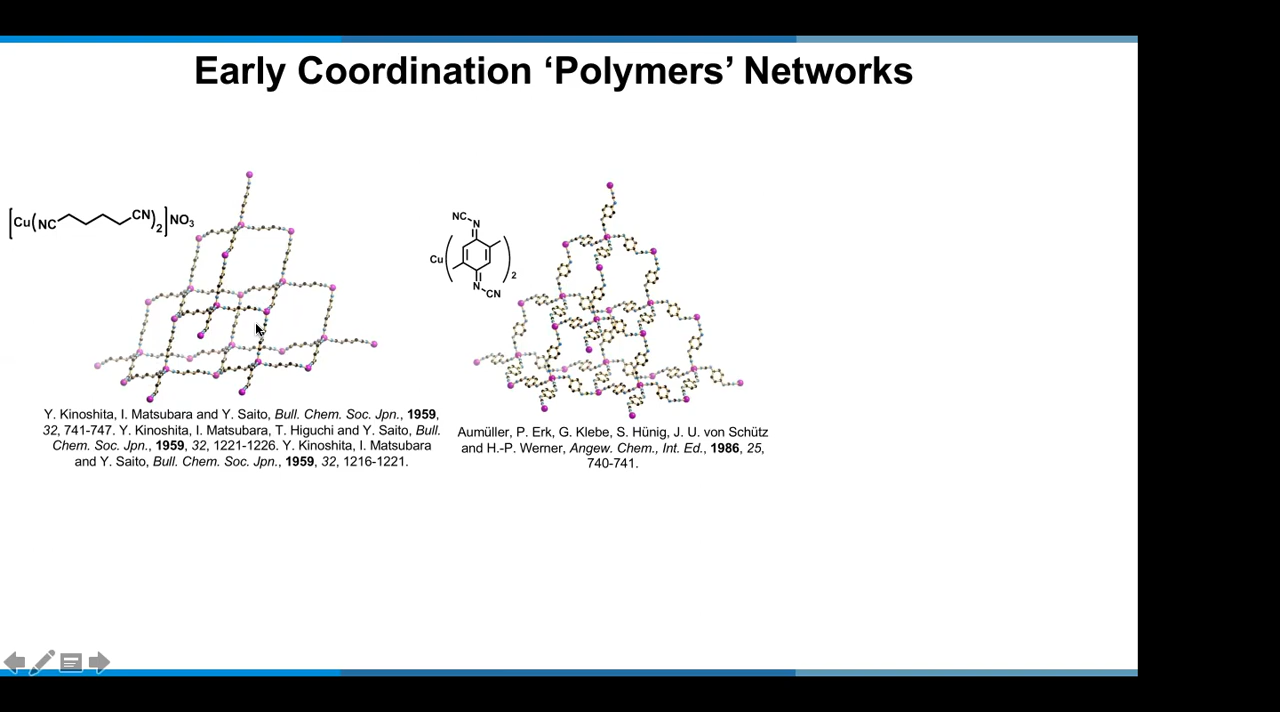 Early Coordination ‘Polymers’ Networks
[Cu(NC CN)2]NO3
NC
N
Cu( )2
N
CN
Y. Kinoshita, I. Matsubara and Y. Saito, Bull. Chem. Soc. Jpn., 1959,
32, 741-747. Y. Kinoshita, I. Matsubara, T. Higuchi and Y. Saito, Bull.
Chem. Soc. Jpn., 1959, 32, 1221-1226. Y. Kinoshita, I. Matsubara
and Y. Saito, Bull. Chem. Soc. Jpn., 1959, 32, 1216-1221.
Aumüller, P. Erk, G. Klebe, S. Hünig, J. U. von Schütz
and H.-P. Werner, Angew. Chem., Int. Ed., 1986, 25,
740-741.